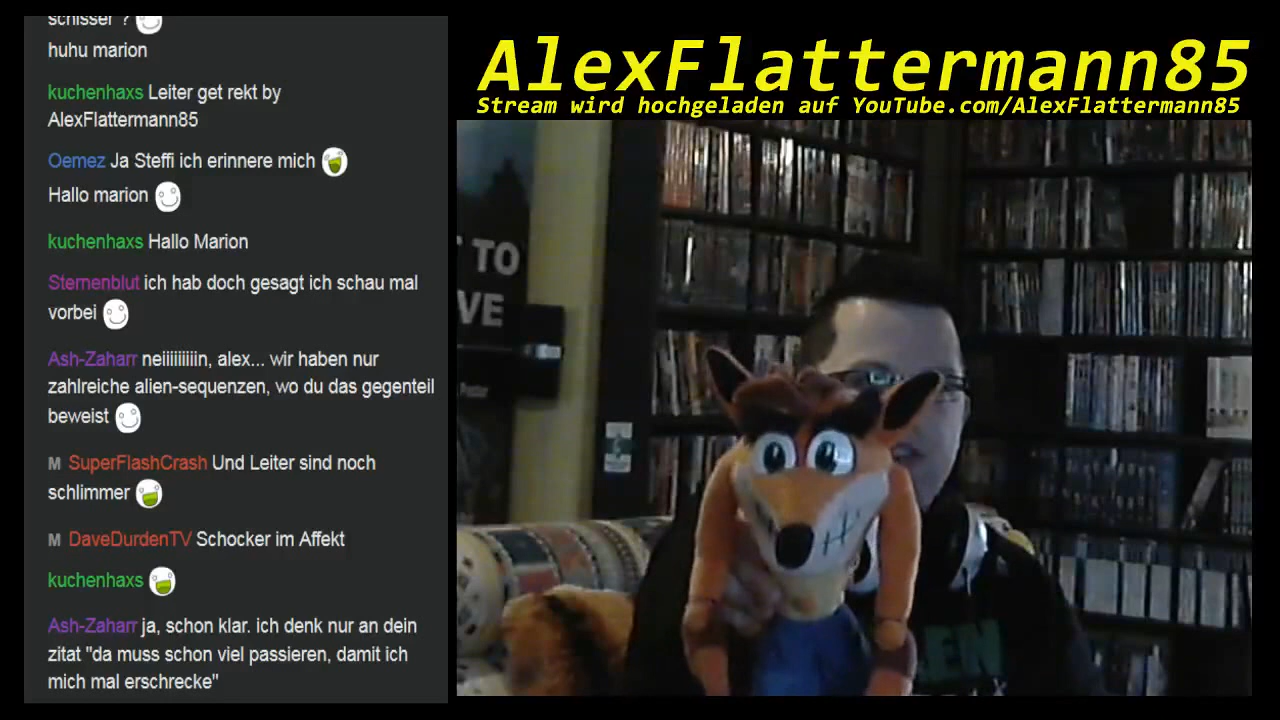 schisser ?
huhu marion
kuchenhaxs Leiter get rekt by
AlexFlattermann85
Oemez Ja Steffi ich erinnere mich
Hallo marion
kuchenhaxs Hallo Marion
Sternenblut ich hab doch gesagt ich schau mal
vorbei
Ash-Zaharr neiiiiiiiiin, alex... wir haben nur
zahlreiche alien-sequenzen, wo du das gegenteil
beweist
M SuperFlashCrash Und Leiter sind noch
schlimmer
M DaveDurdenTV Schocker im Affekt
kuchenhaxs
Ash-Zaharr ja, schon klar. ich denk nur an dein
zitat "da muss schon viel passieren, damit ich
mich mal erschrecke"
AlexFlattermann85
Stream wird hochgeladen auf YouTube.com/AlexFlattermann85
TO
VE